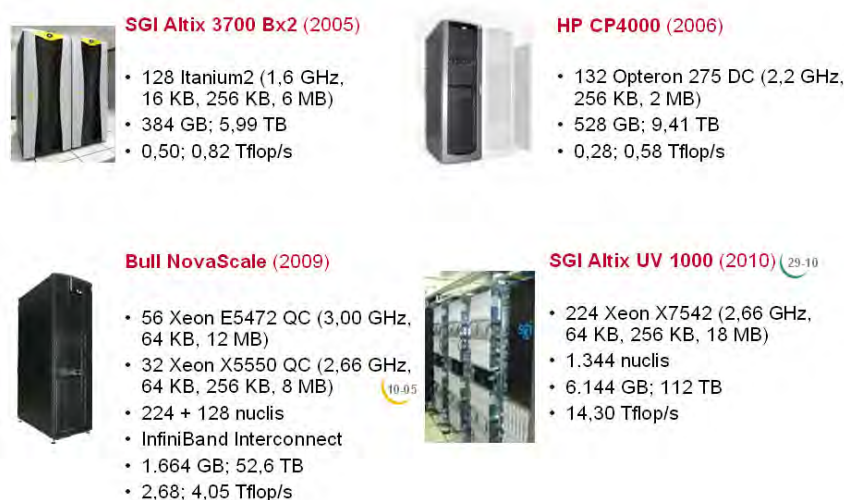 SGI Altix 3700 Bx2 (2005)
• 128 Itanium2 (1,6 GHz,
16 KB, 256 KB, 6 MB)
• 384 GB; 5,99 TB
• 0,50; 0,82 Tflop/s
HP CP4000 (2006)
• 132 Opteron 275 DC (2,2 GHz,
256 KB, 2 MB)
• 528 GB; 9,41 TB
• 0,28; 0,58 Tflop/s
Bull NovaScale (2009)
• 56 Xeon E5472 QC (3,00 GHz,
64 KB, 12 MB)
• 32 Xeon X5550 QC (2,66 GHz,
64 KB, 256 KB, 8 MB)
10-05
• 224 + 128 nuclis
• InfiniBand Interconnect
• 1.664 GB; 52,6 TB
• 2,68; 4,05 Tflop/s
SGI Altix UV 1000 (2010) 29-10
• 224 Xeon X7542 (2,66 GHz,
64 KB, 256 KB, 18 MB)
• 1.344 nuclis
• 6.144 GB; 112 TB
• 14,30 Tflop/s